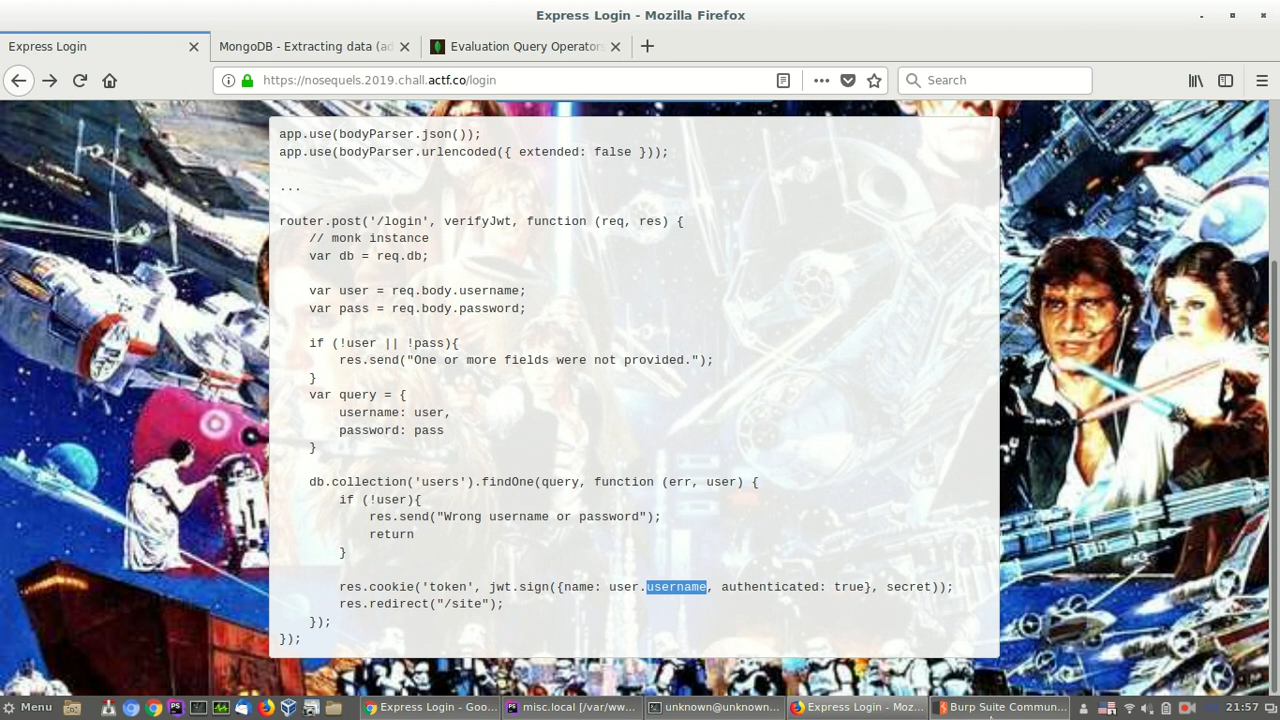 Express Login - Mozilla Firefox
Express Login
MongoDB - Extracting data (ad
Evaluation Query Operators
https://nosequels.2019.chall.actf.co/login
Search
app.use(bodyParser.json());
app.use(bodyParser.urlencoded({ extended: false }));
...
router.post('/login', verifyJwt, function (req, res) {
    // monk instance
    var db = req.db;
    var user = req.body.username;
    var pass = req.body.password;
    if (!user || !pass){
        res.send("One or more fields were not provided.");
    }
    var query = {
        username: user,
        password: pass
    }
    db.collection('users').findOne(query, function (err, user) {
        if (!user){
            res.send("Wrong username or password");
            return
        }
        res.cookie('token', jwt.sign({name: user.username, authenticated: true}, secret));
        res.redirect("/site");
    });
});
Menu
Express Login - Goo...
misc.local [/var/ww...
unknown@unknown...
Express Login - Moz...
Burp Suite Commun...
21:57